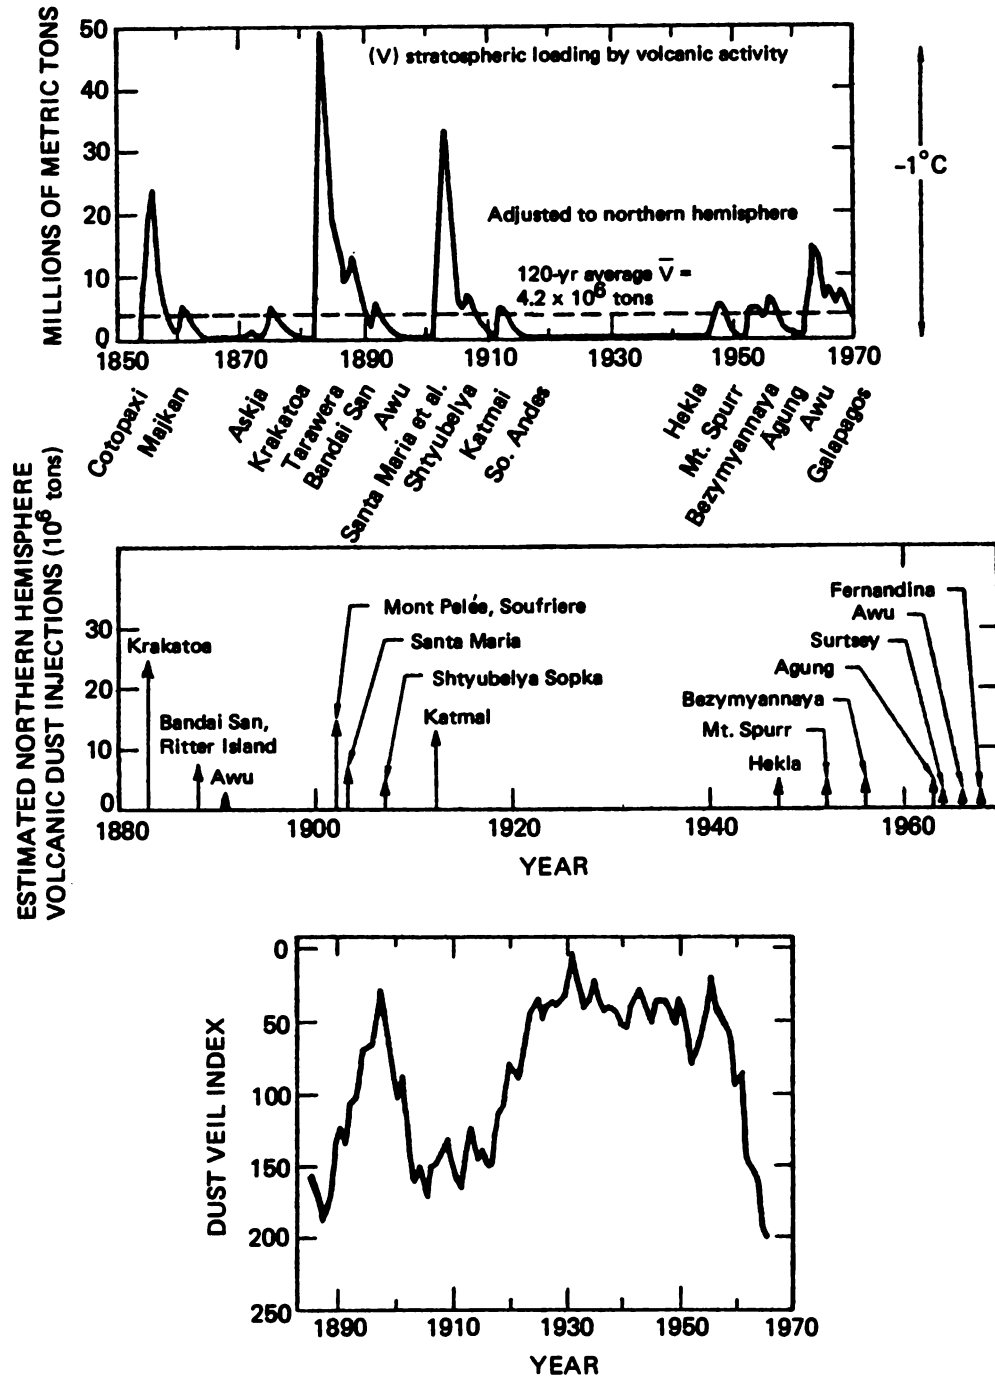 MILLIONS OF METRIC TONS
50
40
30
20
10
0
(V) stratospheric loading by volcanic activity
Adjusted to northern hemisphere
120-yr average V̅ =
4.2 x 10⁶ tons
-1°C
1850 1870 1890 1910 1930 1950 1970
Cotopaxi
Majkan
Askja
Krakatoa
Tarawera
Bandai San
Awu
Santa Maria et al.
Shtyubelya
Katmai
So. Andes
Hekla
Mt. Spurr
Bezymyannaya
Agung
Awu
Galapagos
ESTIMATED NORTHERN HEMISPHERE
VOLCANIC DUST INJECTIONS (10⁶ tons)
30
20
10
0
Krakatoa
Bandai San,
Ritter Island
Awu
Mont Pelée, Soufriere
Santa Maria
Shtyubelya Sopka
Katmai
Fernandina
Awu
Surtsey
Agung
Bezymyannaya
Mt. Spurr
Hekla
1880 1900 1920 1940 1960
YEAR
DUST VEIL INDEX
0
50
100
150
200
250
1890 1910 1930 1950 1970
YEAR